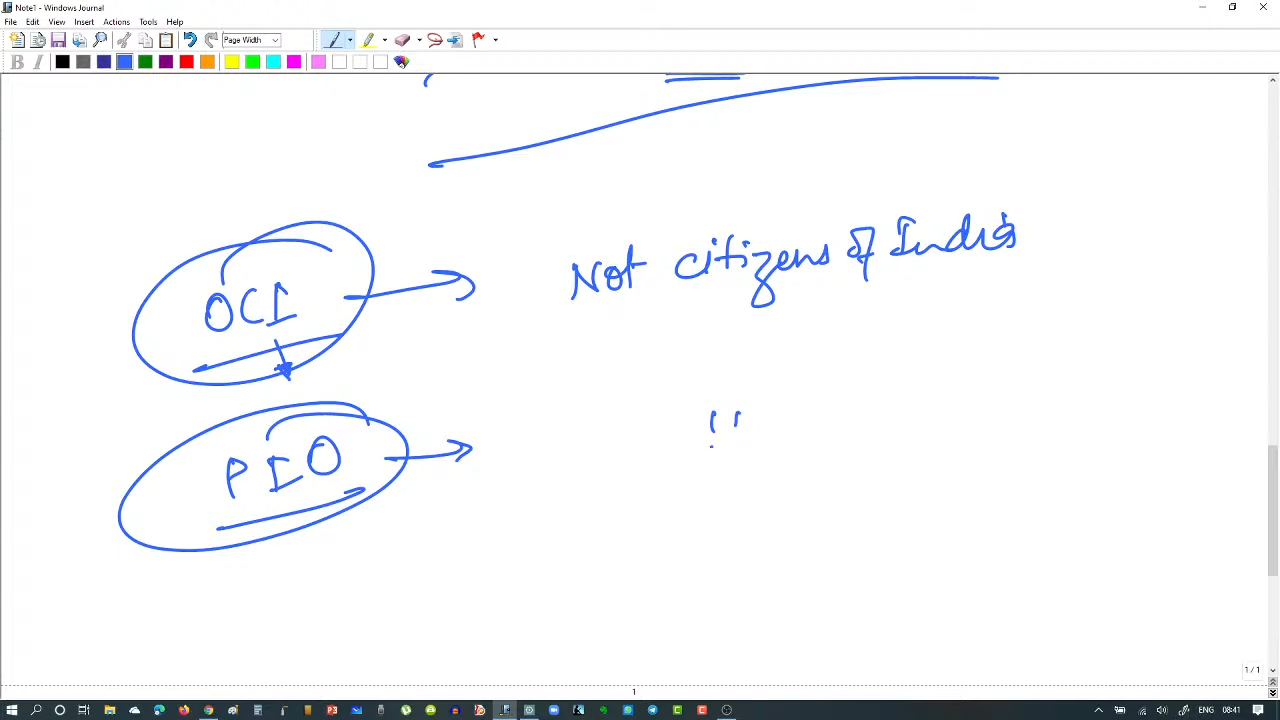 Note1 - Windows Journal
File Edit View Insert Actions Tools Help
Page Width
B I
OCI Not citizens of India
PIO ''
1 / 1
1
08:41